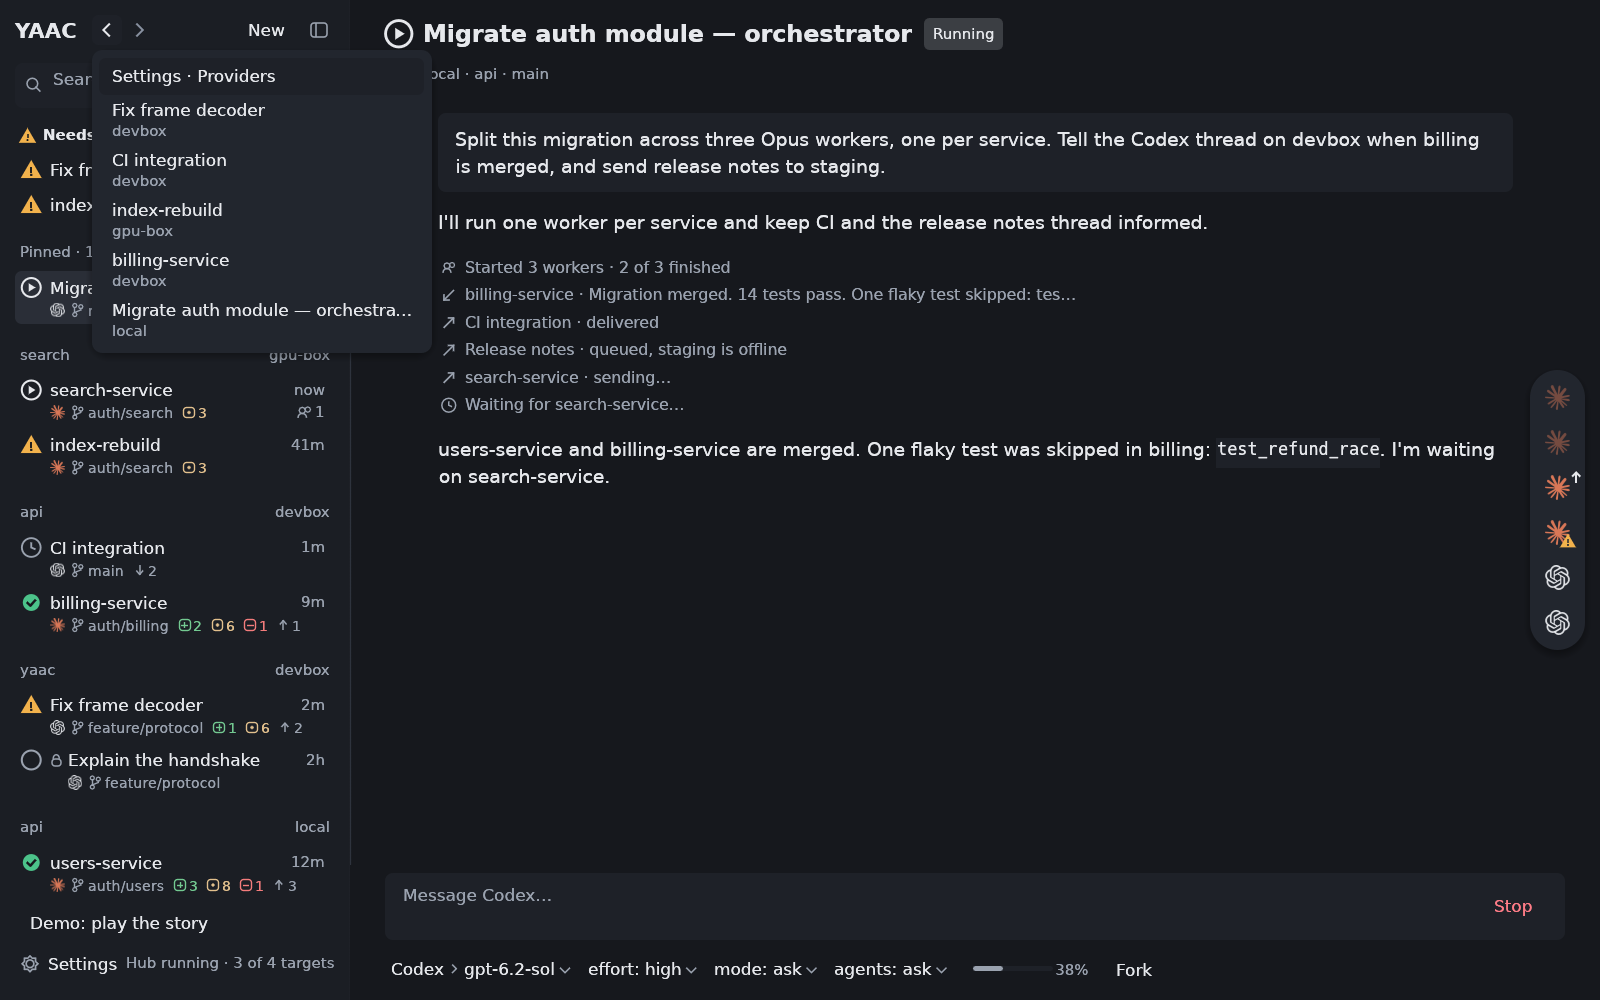 YAAC
New
Sear
Settings · Providers
Fix frame decoder
devbox
CI integration
devbox
index-rebuild
gpu-box
billing-service
devbox
Migrate auth module — orchestra...
local
Needs
Fix fr
index
Pinned · 1
Migra
search gpu-box
search-service now
auth/search 3 1
index-rebuild 41m
auth/search 3
api devbox
CI integration 1m
main 2
billing-service 9m
auth/billing 2 6 1 1
yaac devbox
Fix frame decoder 2m
feature/protocol 1 6 2
Explain the handshake 2h
feature/protocol
api local
users-service 12m
auth/users 3 8 1 3
Demo: play the story
Settings Hub running · 3 of 4 targets
Migrate auth module — orchestrator Running
ocal · api · main
Split this migration across three Opus workers, one per service. Tell the Codex thread on devbox when billing
is merged, and send release notes to staging.
I'll run one worker per service and keep CI and the release notes thread informed.
Started 3 workers · 2 of 3 finished
billing-service · Migration merged. 14 tests pass. One flaky test skipped: tes…
CI integration · delivered
Release notes · queued, staging is offline
search-service · sending…
Waiting for search-service…
users-service and billing-service are merged. One flaky test was skipped in billing: test_refund_race. I'm waiting
on search-service.
Message Codex…
Stop
Codex gpt-6.2-sol effort: high mode: ask agents: ask 38% Fork